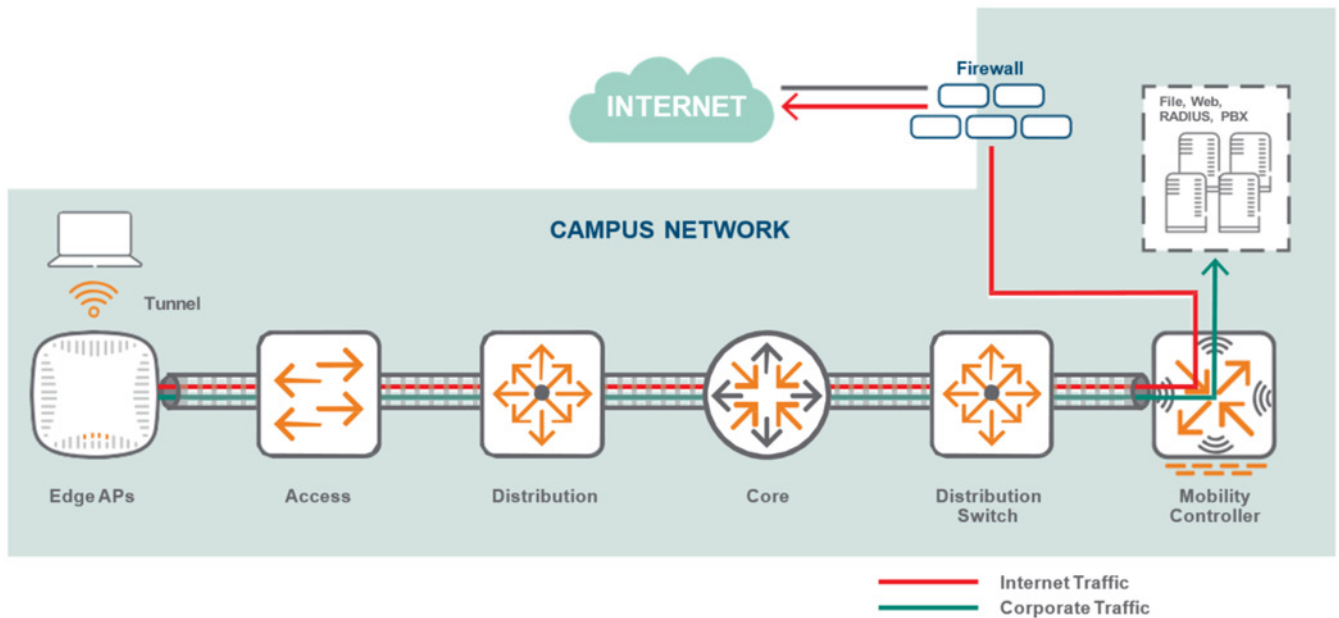 Firewall
INTERNET
File, Web,
RADIUS, PBX
CAMPUS NETWORK
Tunnel
Edge APs
Access
Distribution
Core
Distribution
Switch
Mobility
Controller
Internet Traffic
Corporate Traffic